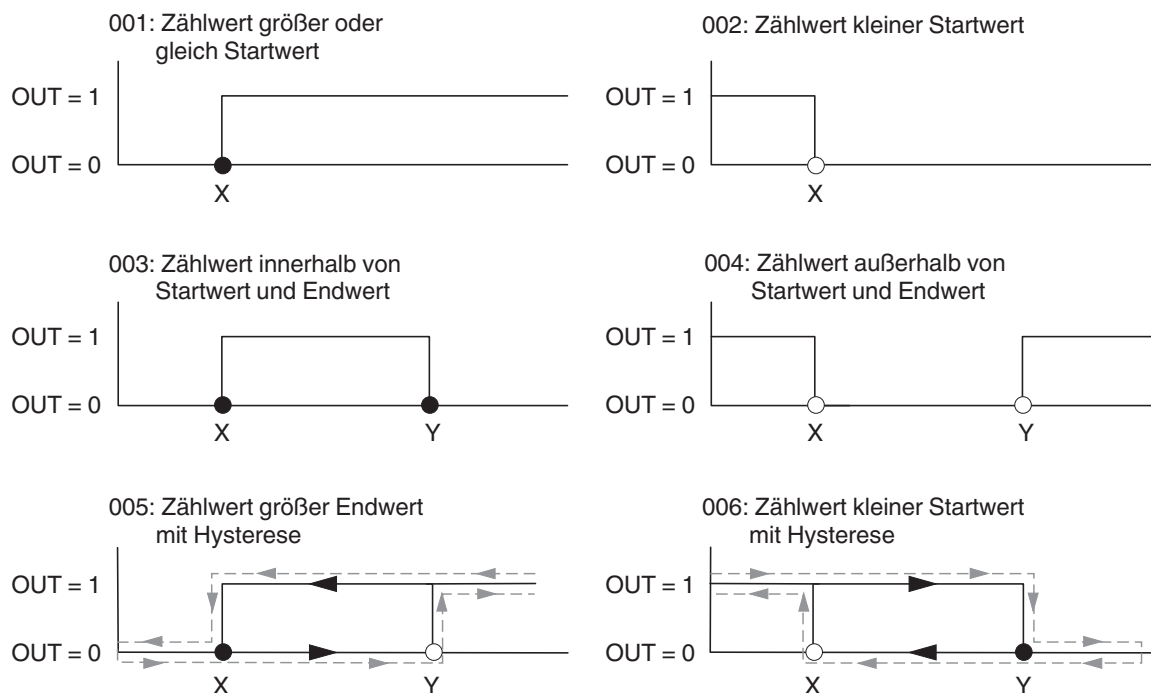 001: Zählwert größer oder
gleich Startwert
OUT = 1
OUT = 0
X
002: Zählwert kleiner Startwert
OUT = 1
OUT = 0
X
003: Zählwert innerhalb von
Startwert und Endwert
OUT = 1
OUT = 0
X
Y
004: Zählwert außerhalb von
Startwert und Endwert
OUT = 1
OUT = 0
X
Y
005: Zählwert größer Endwert
mit Hysterese
OUT = 1
OUT = 0
X
Y
006: Zählwert kleiner Startwert
mit Hysterese
OUT = 1
OUT = 0
X
Y